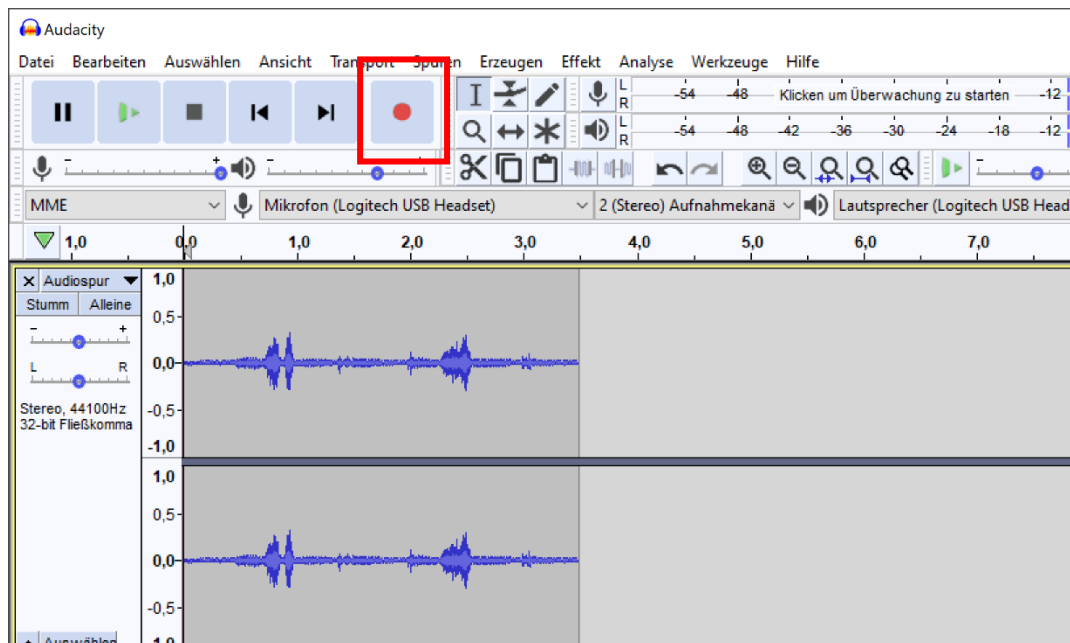 Audacity
Datei Bearbeiten Auswählen Ansicht Transport Spuren Erzeugen Effekt Analyse Werkzeuge Hilfe
L
R
-54 -48 Klicken um Überwachung zu starten -12
L
R
-54 -48 -42 -36 -30 -24 -18 -12
- +
- +
-
MME Mikrofon (Logitech USB Headset) 2 (Stereo) Aufnahmekanä Lautsprecher (Logitech USB Head
1,0 0,0 1,0 2,0 3,0 4,0 5,0 6,0 7,0
X Audiospur
Stumm Alleine
- +
L R
Stereo, 44100Hz
32-bit Fließkomma
1,0
0,5
0,0
-0,5
-1,0
1,0
0,5
0,0
-0,5
-1,0
Auswählen